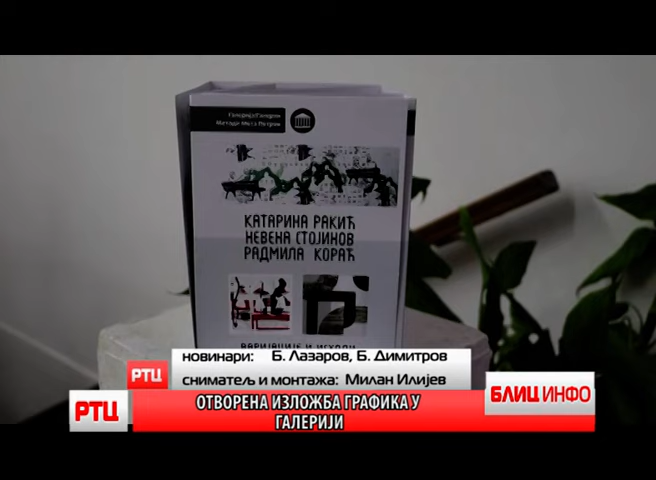 КАТАРИНА РАКИЋ
НЕВЕНА СТОЈИНОВ
РАДМИЛА КОРАЋ
ВАРИЈАЦИЈЕ И
новинари: Б. Лазаров, Б. Димитров
РТЦ
сниматељ и монтажа: Милан Илијев
РТЦ
ОТВОРЕНА ИЗЛОЖБА ГРАФИКА У
ГАЛЕРИЈИ
БЛИЦ ИНФО